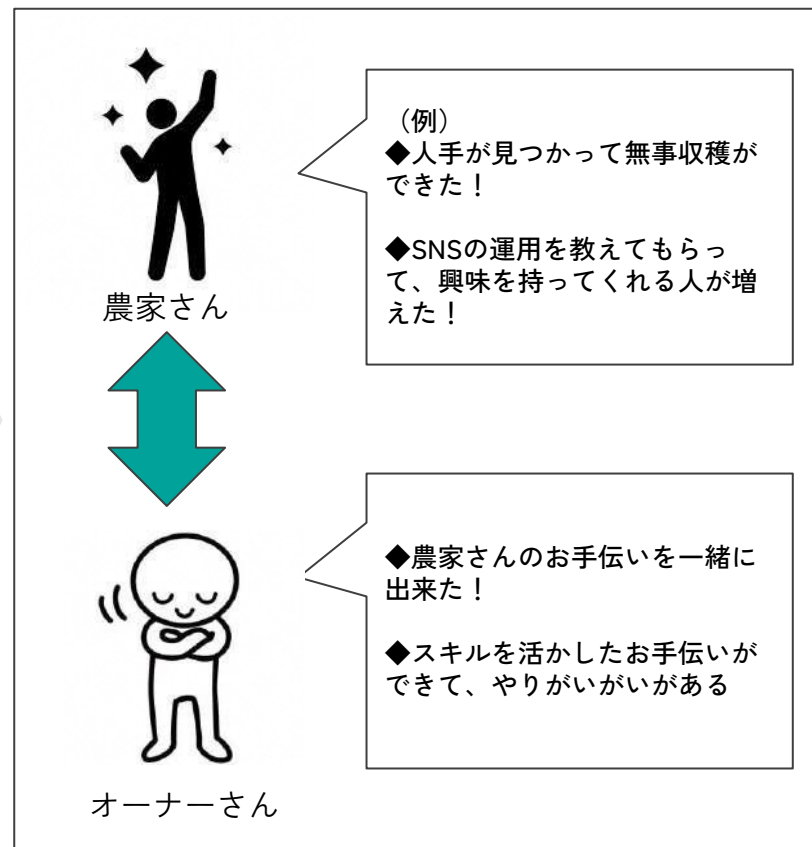 （例）
◆人手が見つかって無事収穫が
できた！
◆SNSの運用を教えてもらっ
て、興味を持ってくれる人が増
えた！
農家さん
◆農家さんのお手伝いを一緒に
出来た！
◆スキルを活かしたお手伝いが
できて、やりがいがいがある
オーナーさん